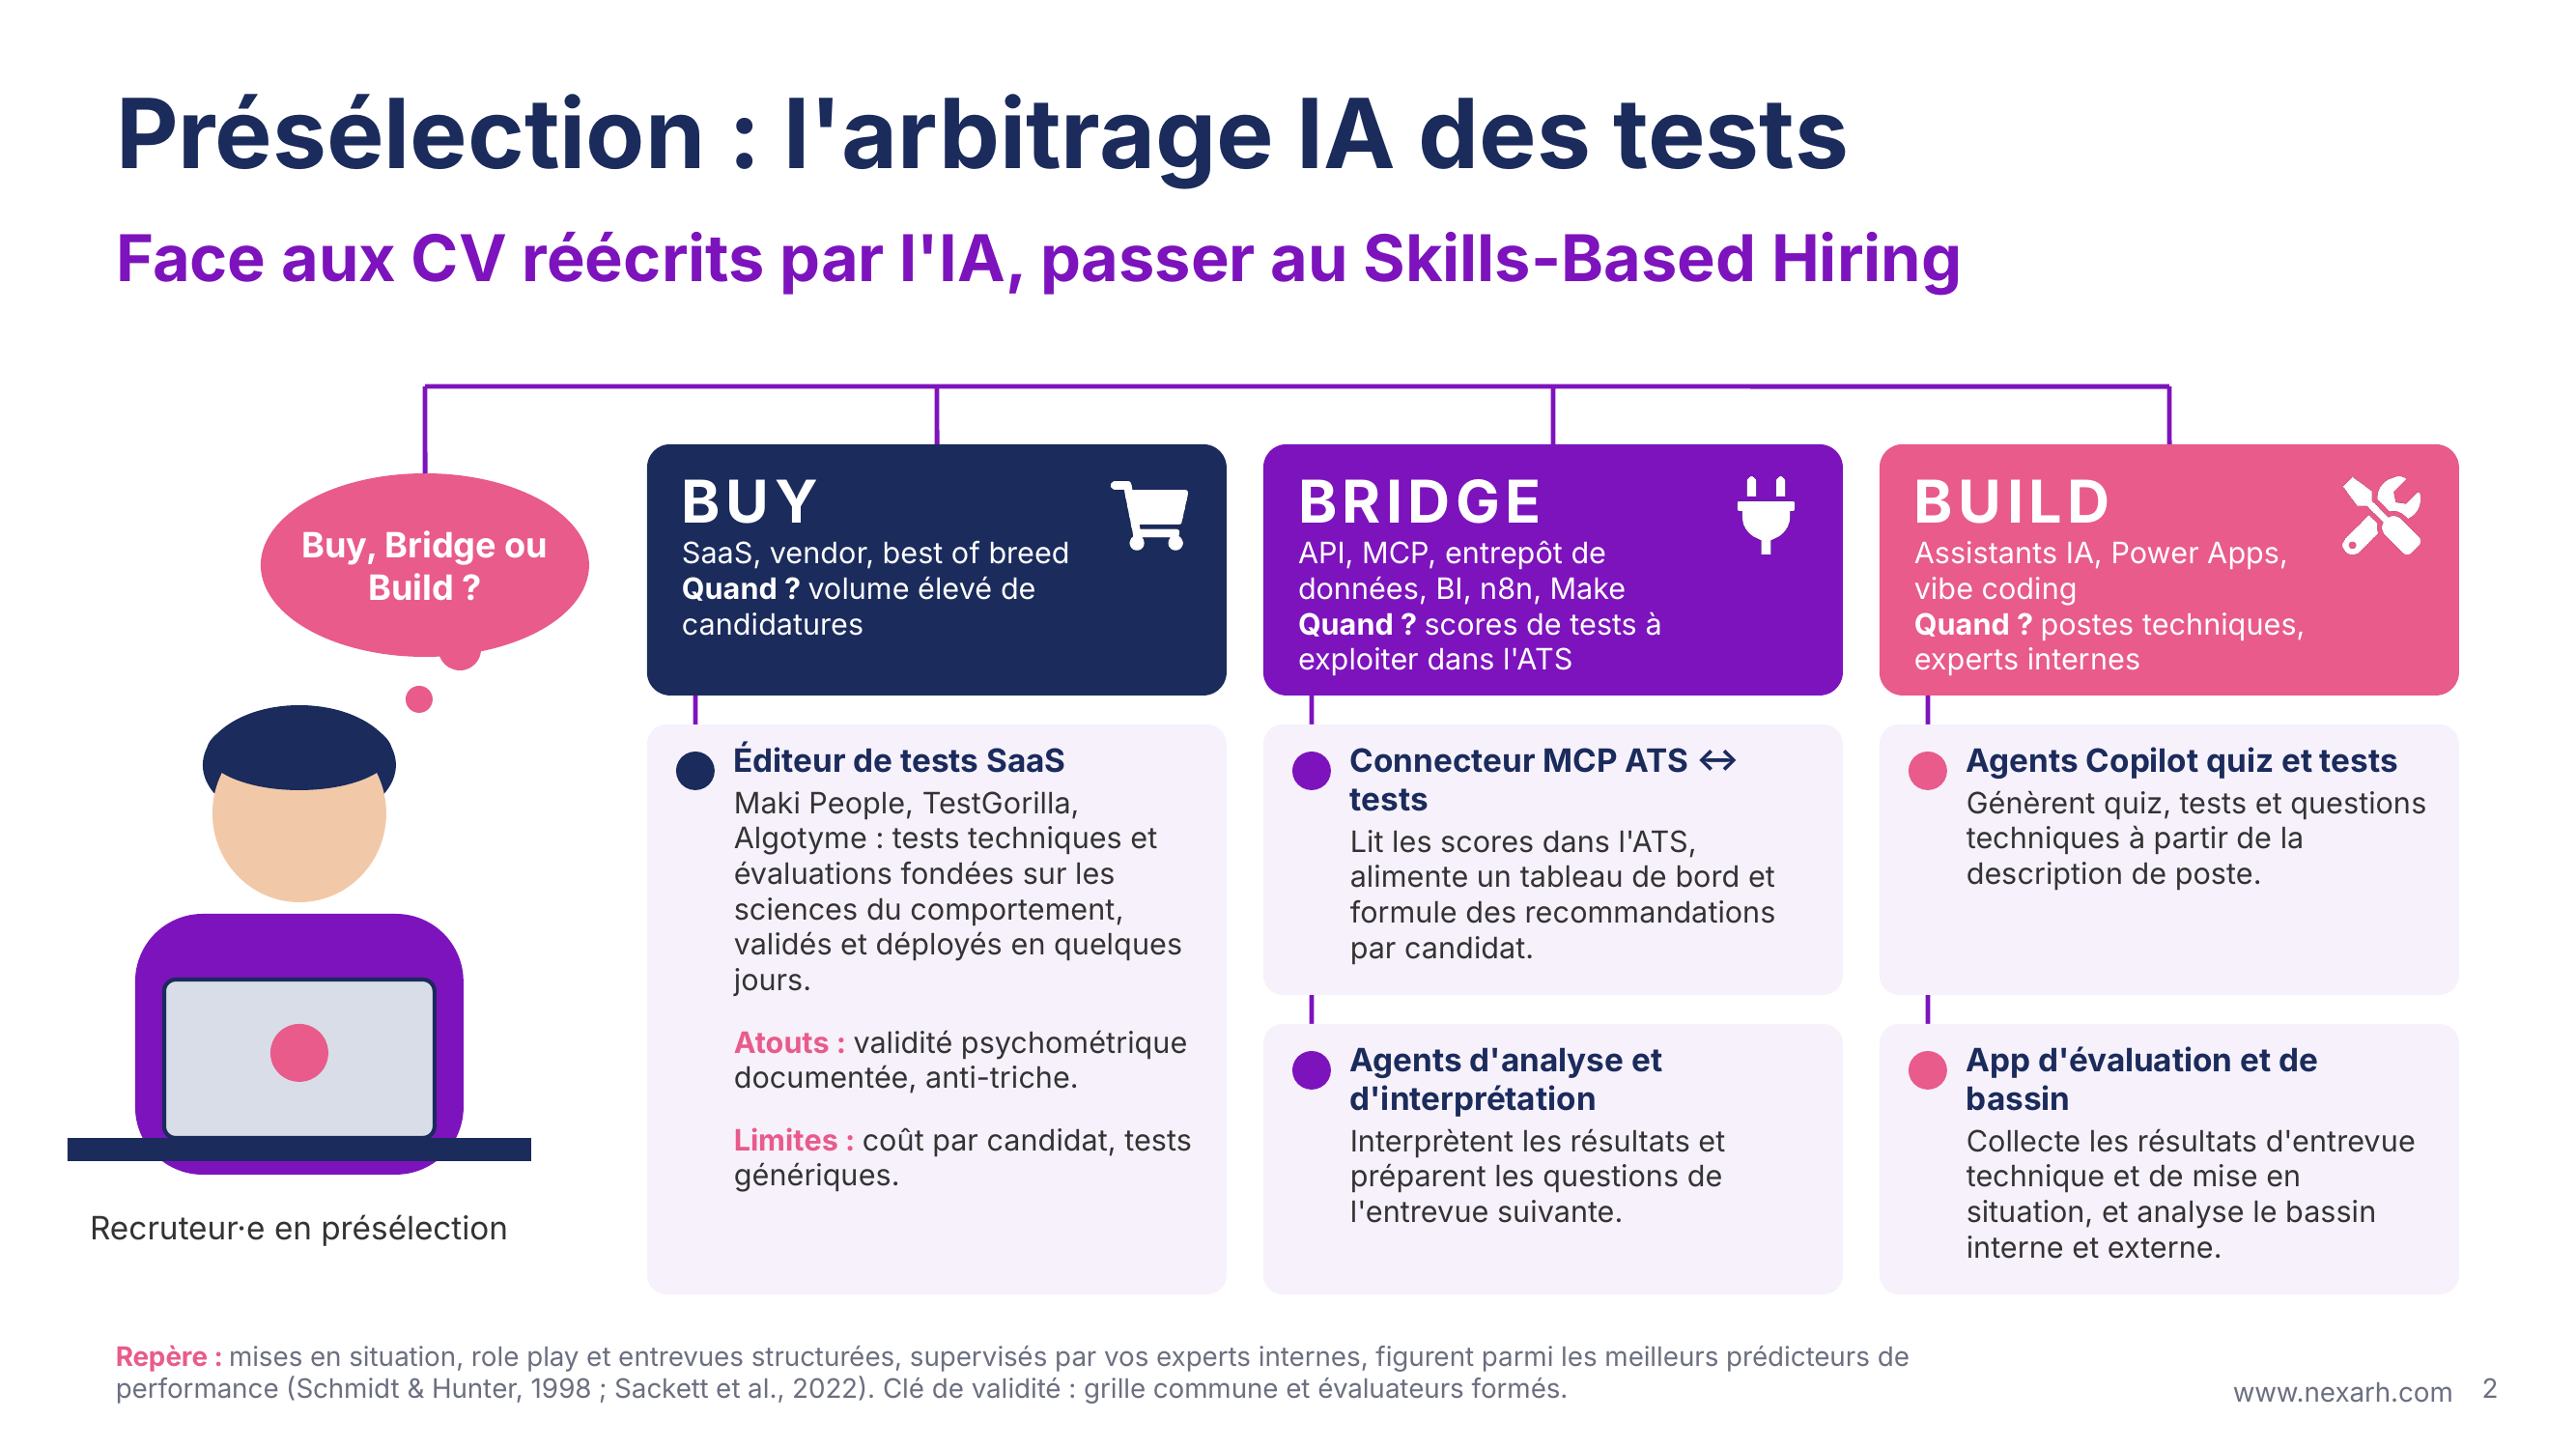 Présélection : l'arbitrage IA des tests
Face aux CV réécrits par l'IA, passer au Skills-Based Hiring
Buy, Bridge ou
Build ?
Recruteur·e en présélection
BUY
SaaS, vendor, best of breed
Quand ? volume élevé de
candidatures
Éditeur de tests SaaS
Maki People, TestGorilla,
Algotyme : tests techniques et
évaluations fondées sur les
sciences du comportement,
validés et déployés en quelques
jours.
Atouts : validité psychométrique
documentée, anti-triche.
Limites : coût par candidat, tests
génériques.
BRIDGE
API, MCP, entrepôt de
données, BI, n8n, Make
Quand ? scores de tests à
exploiter dans l'ATS
Connecteur MCP ATS ↔
tests
Lit les scores dans l'ATS,
alimente un tableau de bord et
formule des recommandations
par candidat.
Agents d'analyse et
d'interprétation
Interprètent les résultats et
préparent les questions de
l'entrevue suivante.
BUILD
Assistants IA, Power Apps,
vibe coding
Quand ? postes techniques,
experts internes
Agents Copilot quiz et tests
Génèrent quiz, tests et questions
techniques à partir de la
description de poste.
App d'évaluation et de
bassin
Collecte les résultats d'entrevue
technique et de mise en
situation, et analyse le bassin
interne et externe.
Repère : mises en situation, role play et entrevues structurées, supervisés par vos experts internes, figurent parmi les meilleurs prédicteurs de
performance (Schmidt & Hunter, 1998 ; Sackett et al., 2022). Clé de validité : grille commune et évaluateurs formés.
www.nexarh.com 2